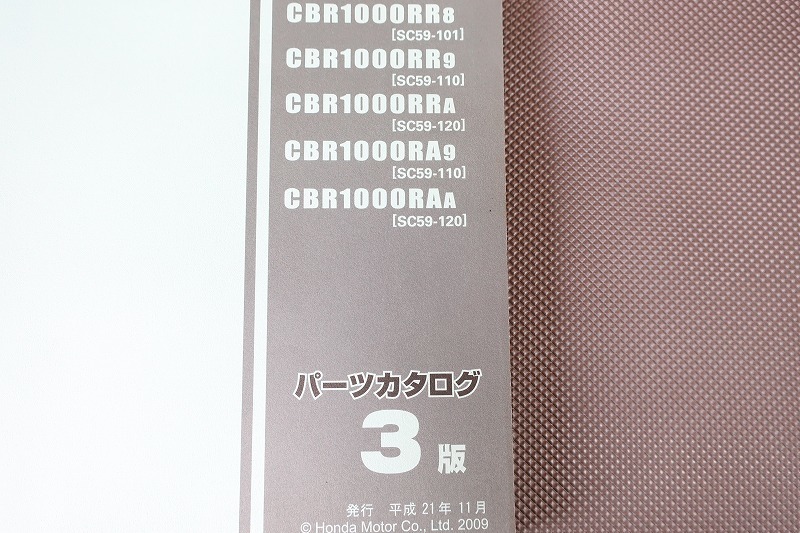 CBR1000RR8
[SC59-101]
CBR1000RR9
[SC59-110]
CBR1000RRA
[SC59-120]
CBR1000RA9
[SC59-110]
CBR1000RAA
[SC59-120]
パーツカタログ
3版
発行 平成 21年 11月
© Honda Motor Co., Ltd. 2009